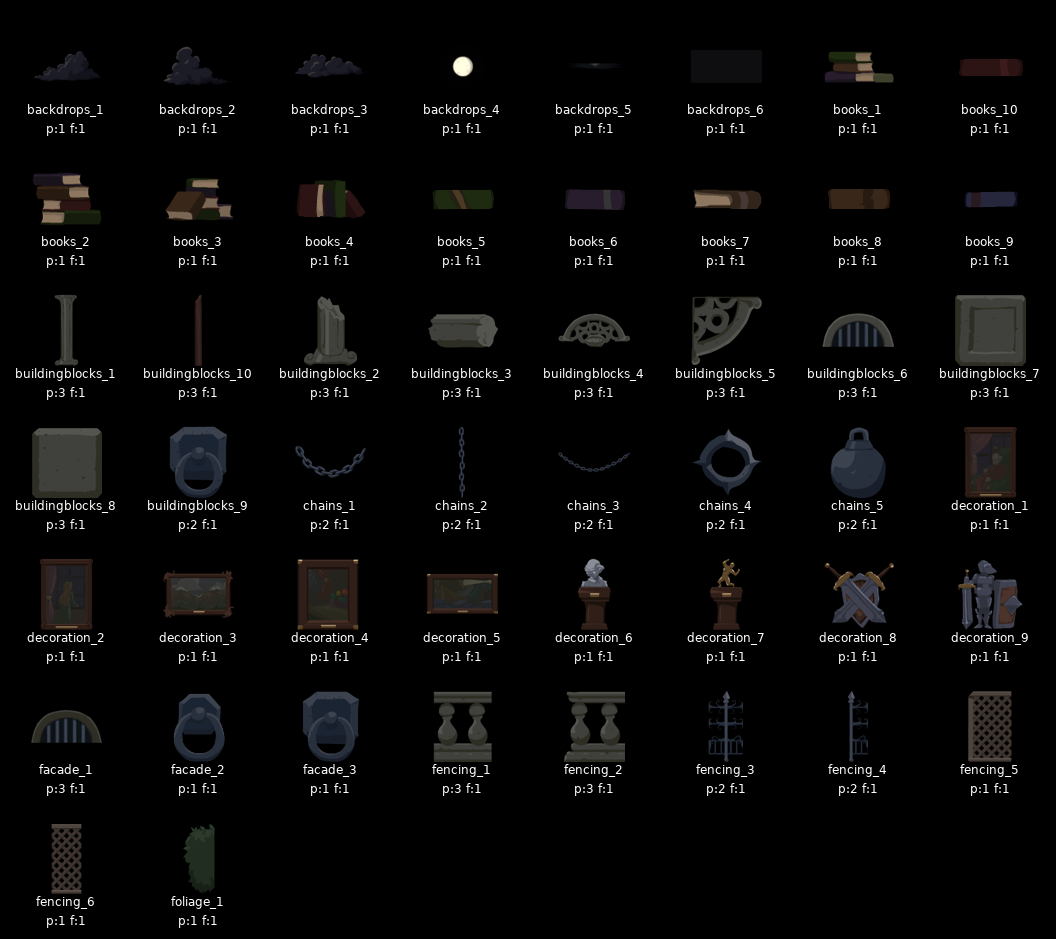 backdrops_1 backdrops_2 backdrops_3 backdrops_4 backdrops_5 backdrops_6 books_1 books_10
p:1 f:1 p:1 f:1 p:1 f:1 p:1 f:1 p:1 f:1 p:1 f:1 p:1 f:1 p:1 f:1
books_2 books_3 books_4 books_5 books_6 books_7 books_8 books_9
p:1 f:1 p:1 f:1 p:1 f:1 p:1 f:1 p:1 f:1 p:1 f:1 p:1 f:1 p:1 f:1
buildingblocks_1 buildingblocks_10 buildingblocks_2 buildingblocks_3 buildingblocks_4 buildingblocks_5 buildingblocks_6 buildingblocks_7
p:3 f:1 p:3 f:1 p:3 f:1 p:3 f:1 p:3 f:1 p:3 f:1 p:3 f:1 p:3 f:1
buildingblocks_8 buildingblocks_9 chains_1 chains_2 chains_3 chains_4 chains_5 decoration_1
p:3 f:1 p:2 f:1 p:2 f:1 p:2 f:1 p:2 f:1 p:2 f:1 p:2 f:1 p:1 f:1
decoration_2 decoration_3 decoration_4 decoration_5 decoration_6 decoration_7 decoration_8 decoration_9
p:1 f:1 p:1 f:1 p:1 f:1 p:1 f:1 p:1 f:1 p:1 f:1 p:1 f:1 p:1 f:1
facade_1 facade_2 facade_3 fencing_1 fencing_2 fencing_3 fencing_4 fencing_5
p:3 f:1 p:1 f:1 p:1 f:1 p:3 f:1 p:3 f:1 p:2 f:1 p:2 f:1 p:1 f:1
fencing_6 foliage_1
p:1 f:1 p:1 f:1